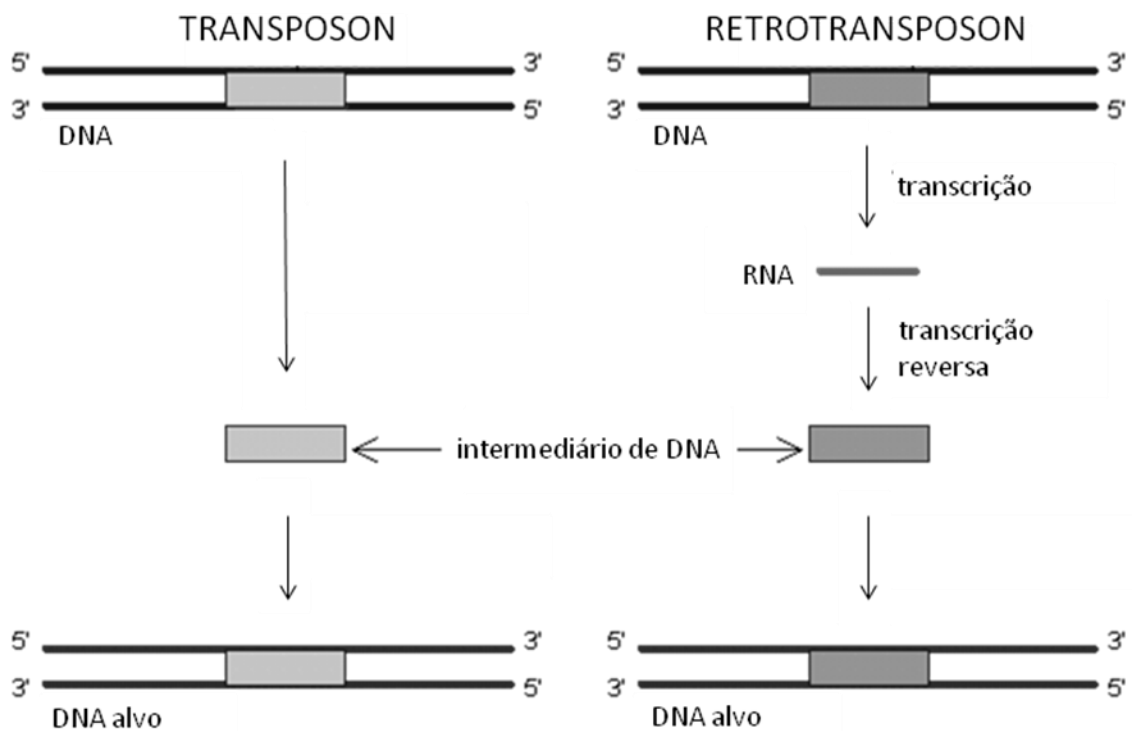 TRANSPOSON
5' 3'
3' 5'
DNA
RETROTRANSPOSON
5' 3'
3' 5'
DNA
transcrição
RNA
transcrição
reversa
intermediário de DNA
5' 3'
3' 5'
DNA alvo
5' 3'
3' 5'
DNA alvo